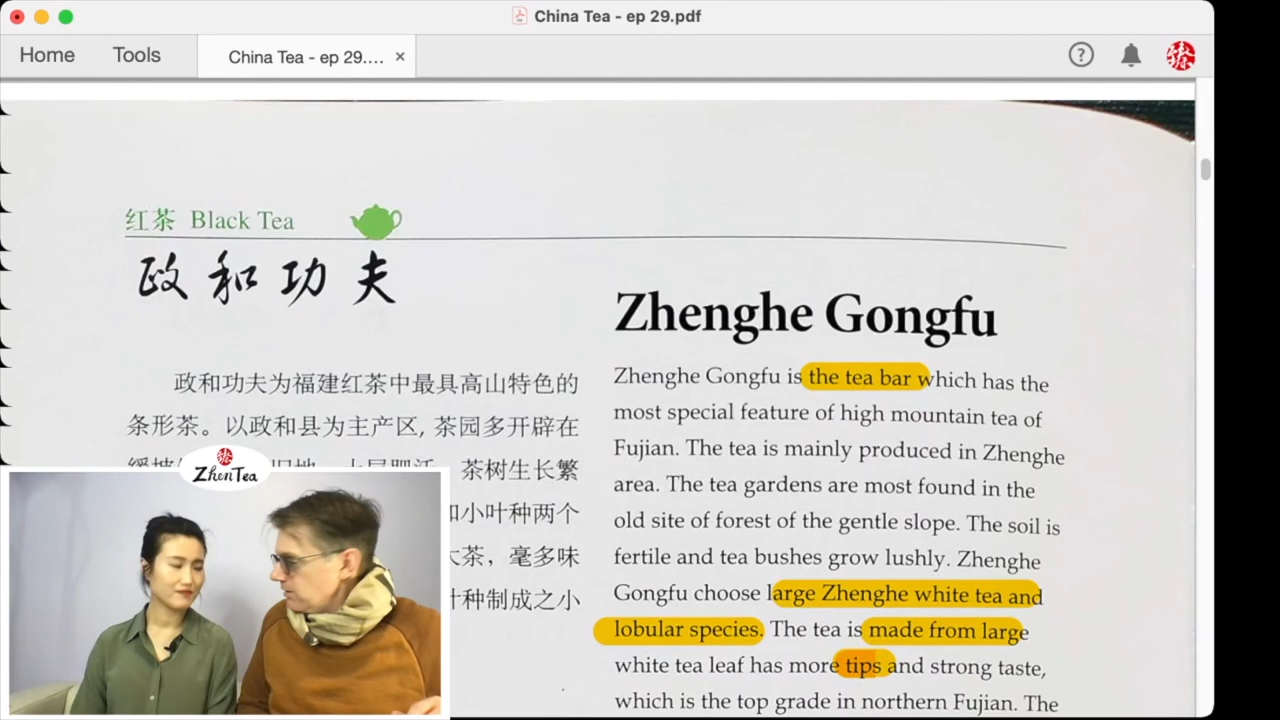 China Tea - ep 29.pdf
Home Tools China Tea - ep 29.... ×
红茶 Black Tea
政和功夫
政和功夫为福建红茶中最具高山特色的
条形茶。以政和县为主产区, 茶园多开辟在
茶树生长繁
小叶种两个
大茶，毫多味
叶种制成之小
Zhenghe Gongfu
Zhenghe Gongfu is the tea bar which has the
most special feature of high mountain tea of
Fujian. The tea is mainly produced in Zhenghe
area. The tea gardens are most found in the
old site of forest of the gentle slope. The soil is
fertile and tea bushes grow lushly. Zhenghe
Gongfu choose large Zhenghe white tea and
lobular species. The tea is made from large
white tea leaf has more tips and strong taste,
which is the top grade in northern Fujian. The
ZhenTea